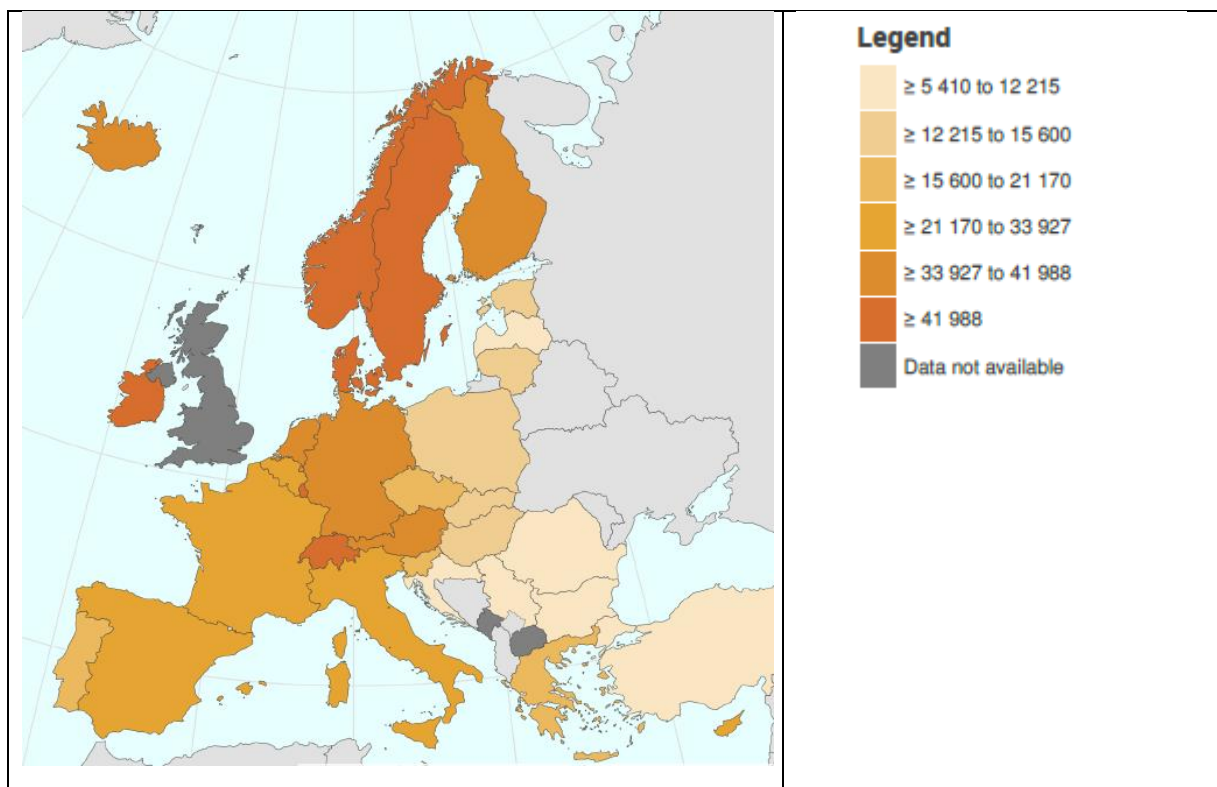 Legend
≥ 5 410 to 12 215
≥ 12 215 to 15 600
≥ 15 600 to 21 170
≥ 21 170 to 33 927
≥ 33 927 to 41 988
≥ 41 988
Data not available